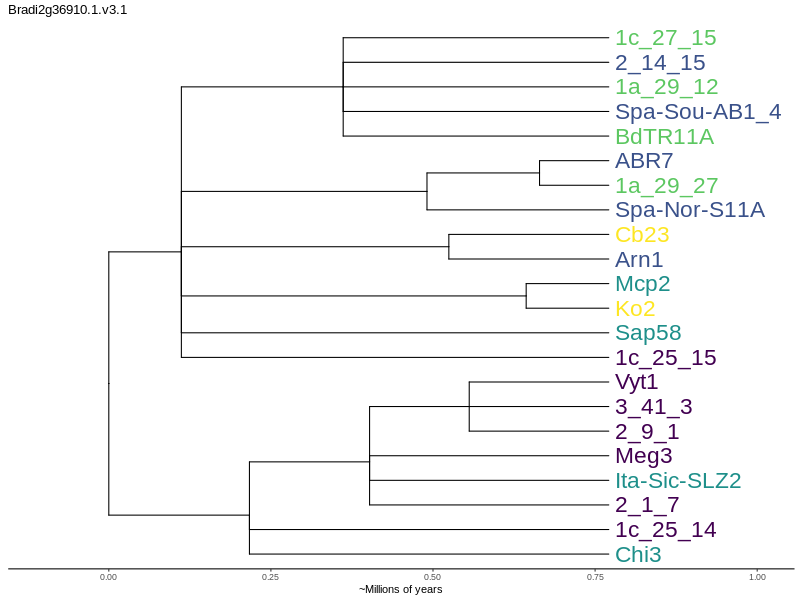 Bradi2g36910.1.v3.1
1c_27_15
2_14_15
1a_29_12
Spa-Sou-AB1_4
BdTR11A
ABR7
1a_29_27
Spa-Nor-S11A
Cb23
Arn1
Mcp2
Ko2
Sap58
1c_25_15
Vyt1
3_41_3
2_9_1
Meg3
Ita-Sic-SLZ2
2_1_7
1c_25_14
Chi3
0.00 0.25 0.50 0.75 1.00
~Millions of years